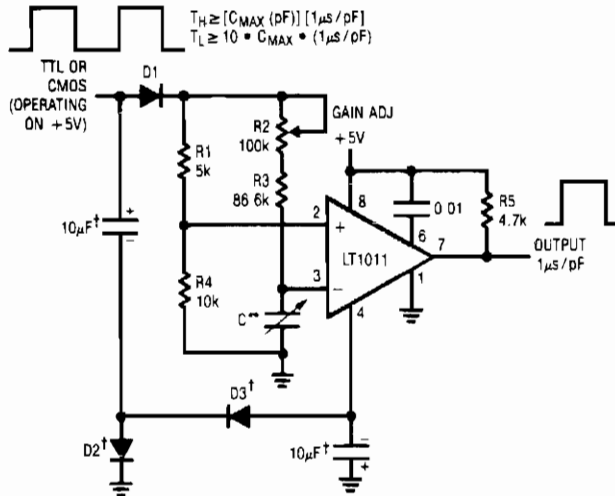 T_H ≥ [C_MAX (pF)] [1µs/pF]
T_L ≥ 10 • C_MAX • (1µs/pF)
TTL OR
CMOS
(OPERATING
ON +5V)
D1
R1
5k
R2
100k
GAIN ADJ
+5V
R3
86 6k
10µF†
+
−
R4
10k
C**
2
+
3
−
LT1011
8
6
7
1
4
0 01
R5
4.7k
OUTPUT
1µs/pF
D3†
D2†
10µF†
−
+